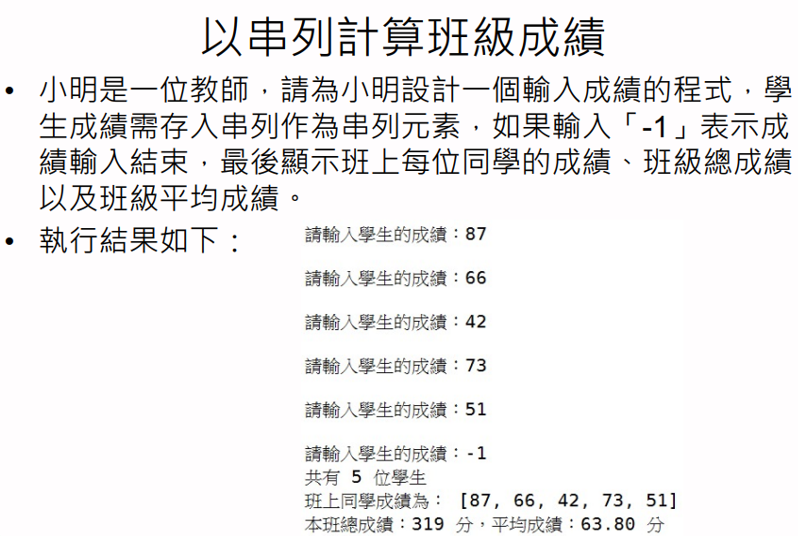 以串列計算班級成績
• 小明是一位教師，請為小明設計一個輸入成績的程式，學
生成績需存入串列作為串列元素，如果輸入「-1」表示成
績輸入結束，最後顯示班上每位同學的成績、班級總成績
以及班級平均成績。
• 執行結果如下：
請輸入學生的成績：87
請輸入學生的成績：66
請輸入學生的成績：42
請輸入學生的成績：73
請輸入學生的成績：51
請輸入學生的成績：-1
共有 5 位學生
班上同學成績為： [87, 66, 42, 73, 51]
本班總成績：319 分，平均成績：63.80 分